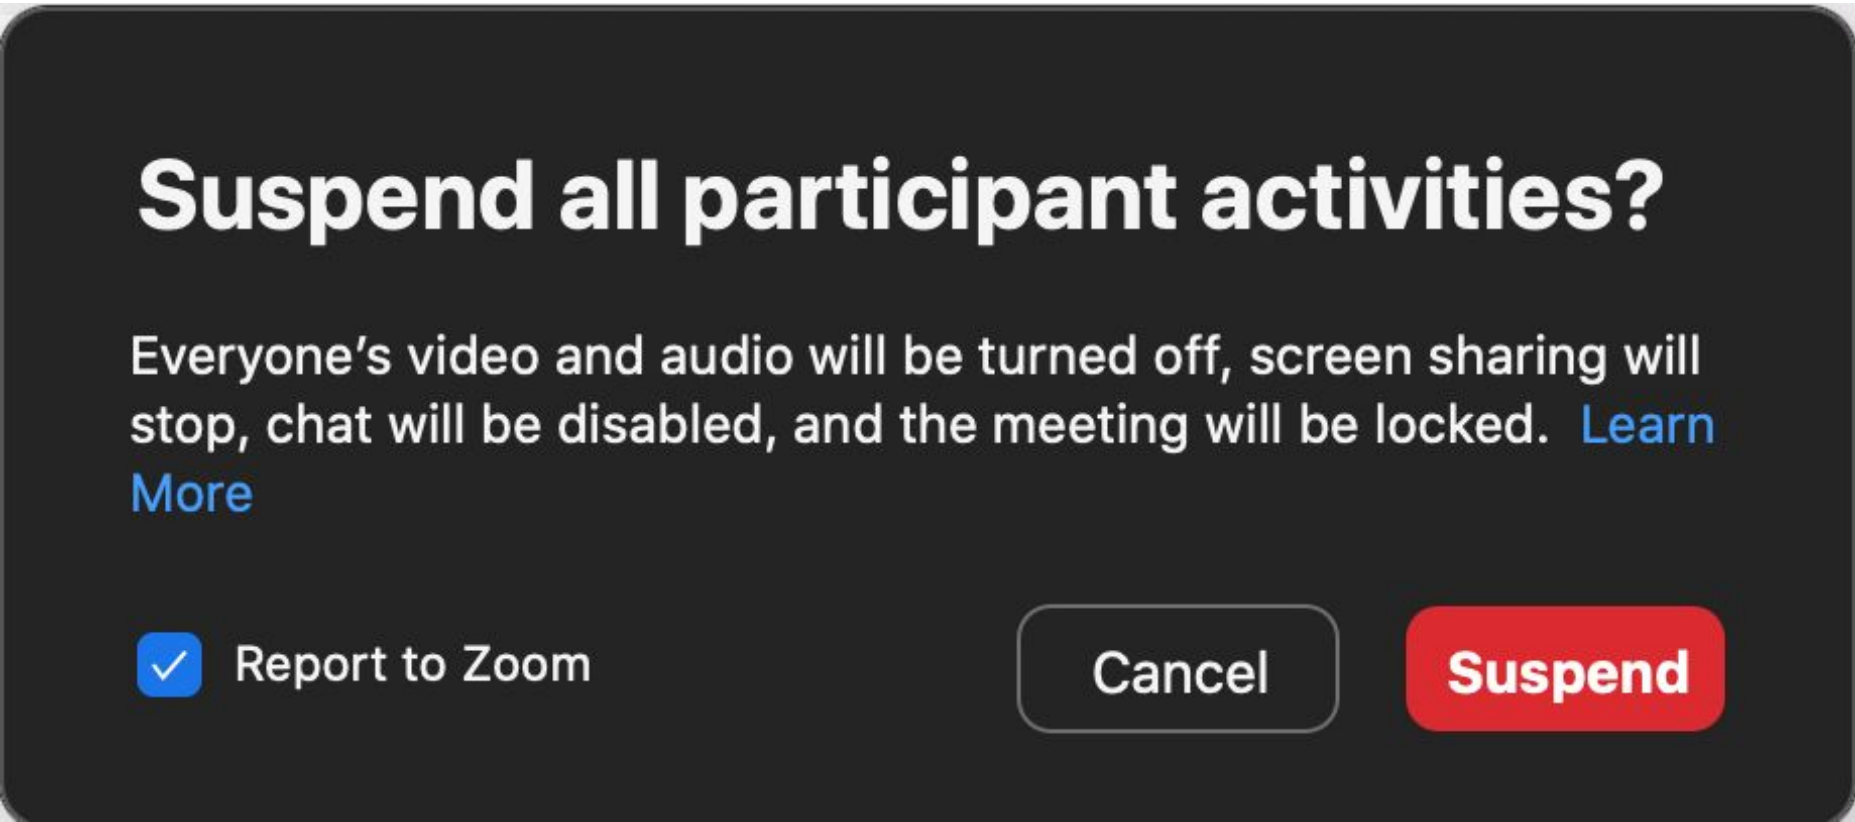 Suspend all participant activities?
Everyone’s video and audio will be turned off, screen sharing will
stop, chat will be disabled, and the meeting will be locked. Learn
More
Report to Zoom
Cancel
Suspend